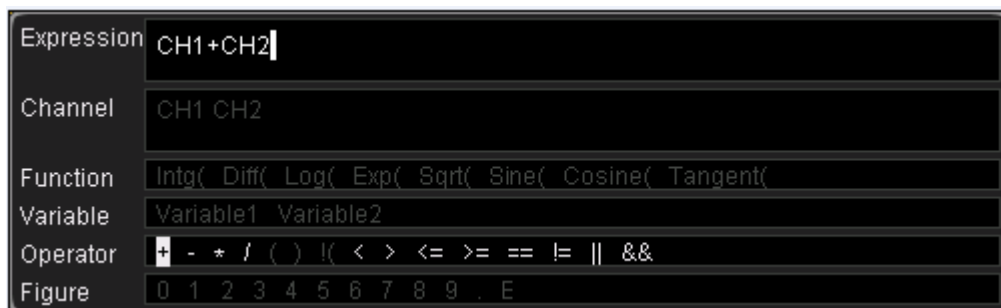 Expression CH1+CH2
Channel CH1 CH2
Function Intg( Diff( Log( Exp( Sqrt( Sine( Cosine( Tangent(
Variable Variable1 Variable2
Operator + - * / ( ) !( < > <= >= == != || &&
Figure 0 1 2 3 4 5 6 7 8 9 . E